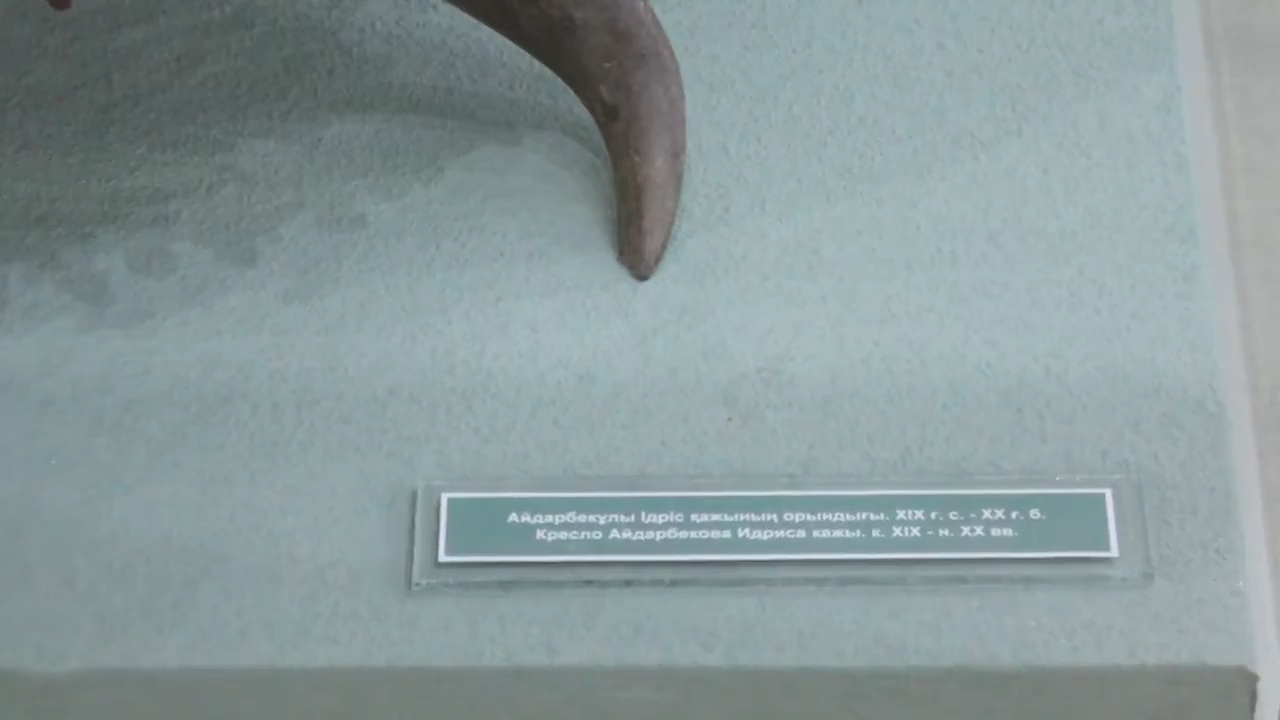 Айдарбекұлы Ідріс қажының орындығы. XIX ғ. с. - XX ғ. б.
Кресло Айдарбекова Идриса кажы. к. XIX - н. XX вв.